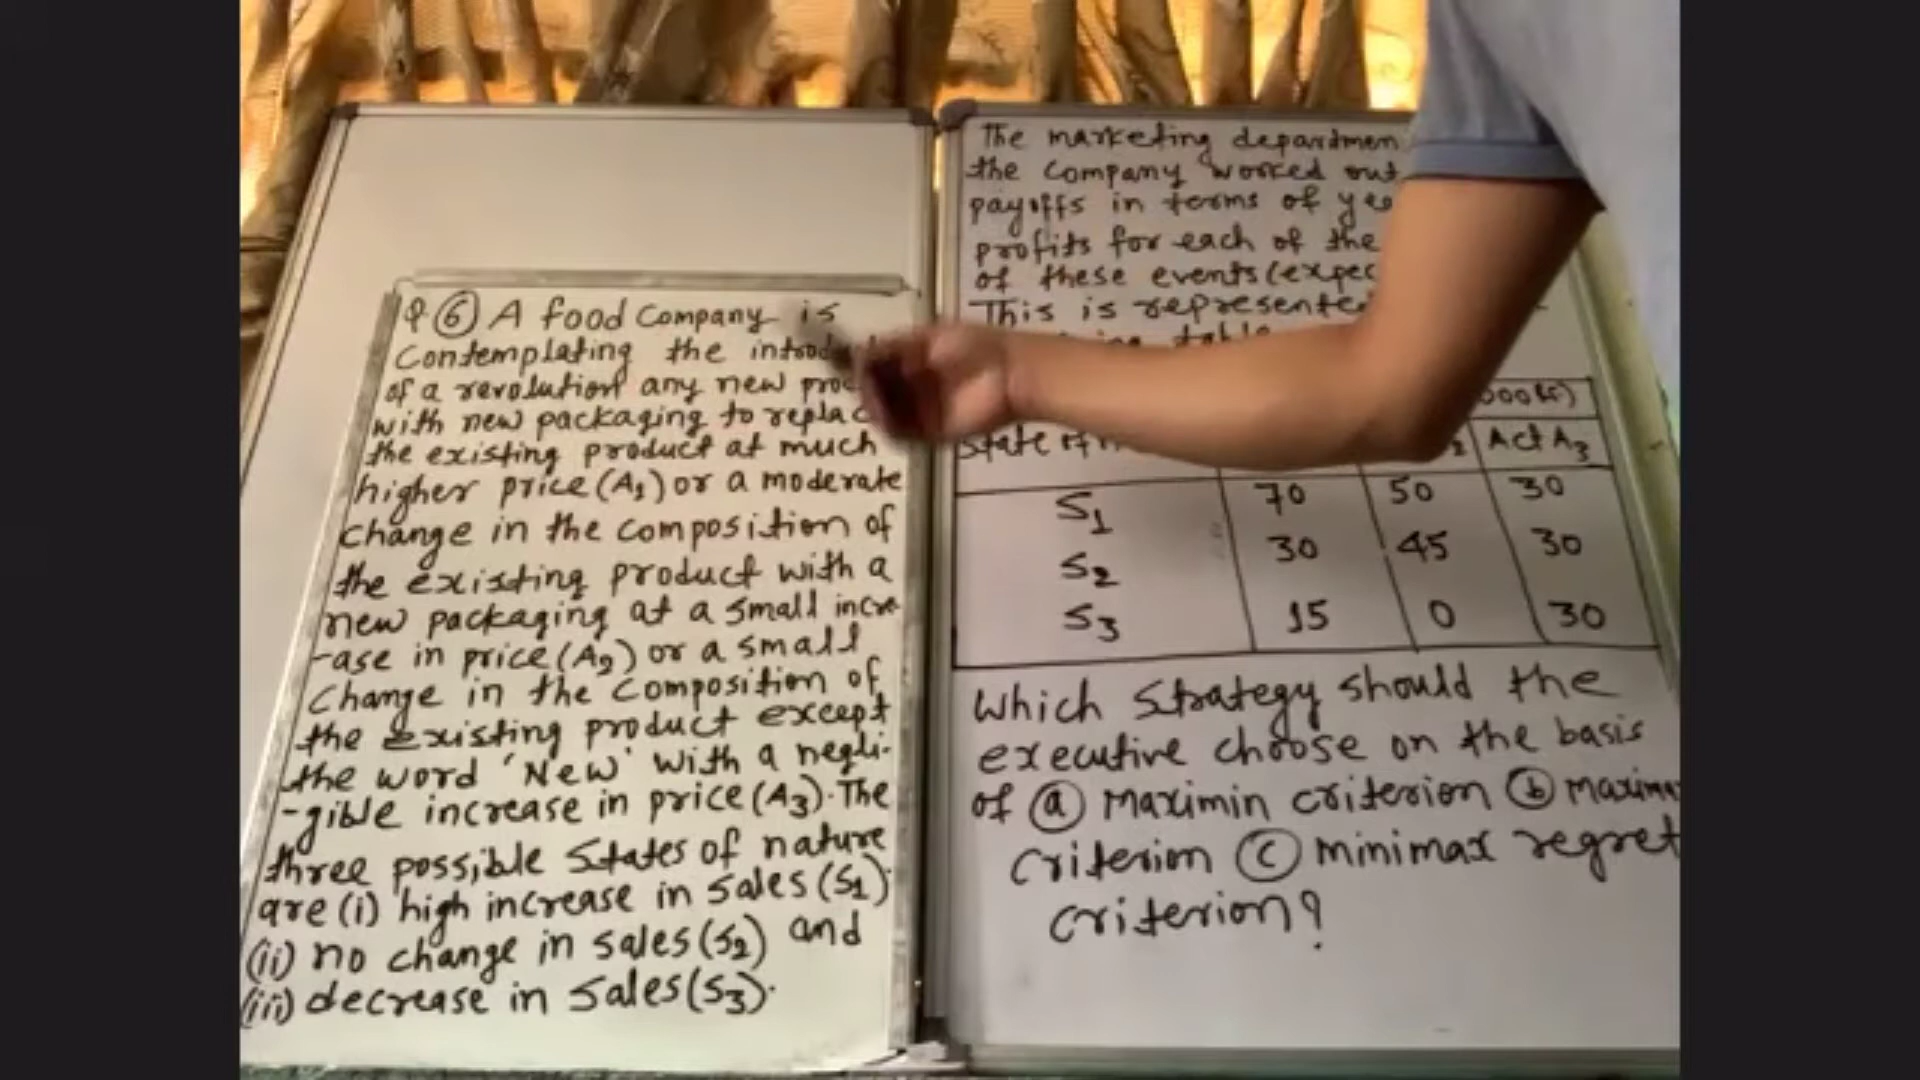 Q.⑥ A food company is
contemplating the
of a revolution any new
with new packaging to replac
the existing product at much
higher price (A1) or a moderate
change in the composition of
the existing product with a
new packaging at a small incre
-ase in price (A2) or a small
change in the composition of
the existing product except
the word 'New' with a negli-
-gible increase in price (A3). The
three possible states of nature
are (i) high increase in sales (S1)
(ii) no change in sales (S2) and
(iii) decrease in sales (S3).
The marketing departmen
the company worked out
payoffs in terms of
profits for each of the
of these events (expec
This is represented
State of
Act A3
S1 70 50 30
S2 30 45 30
S3 15 0 30
Which strategy should the
executive choose on the basis
of ⓐ Maximin criterion ⓑ maxima
criterion ⓒ minimax regret
criterion?